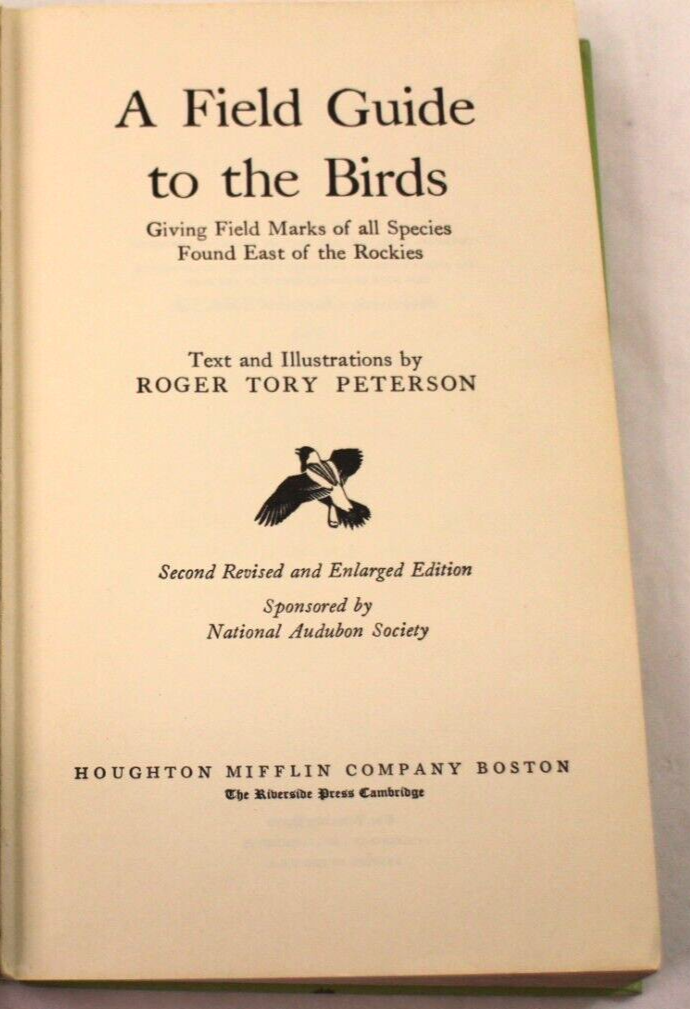 A Field Guide
to the Birds
Giving Field Marks of all Species
Found East of the Rockies
Text and Illustrations by
ROGER TORY PETERSON
Second Revised and Enlarged Edition
Sponsored by
National Audubon Society
HOUGHTON MIFFLIN COMPANY BOSTON
The Riverside Press Cambridge